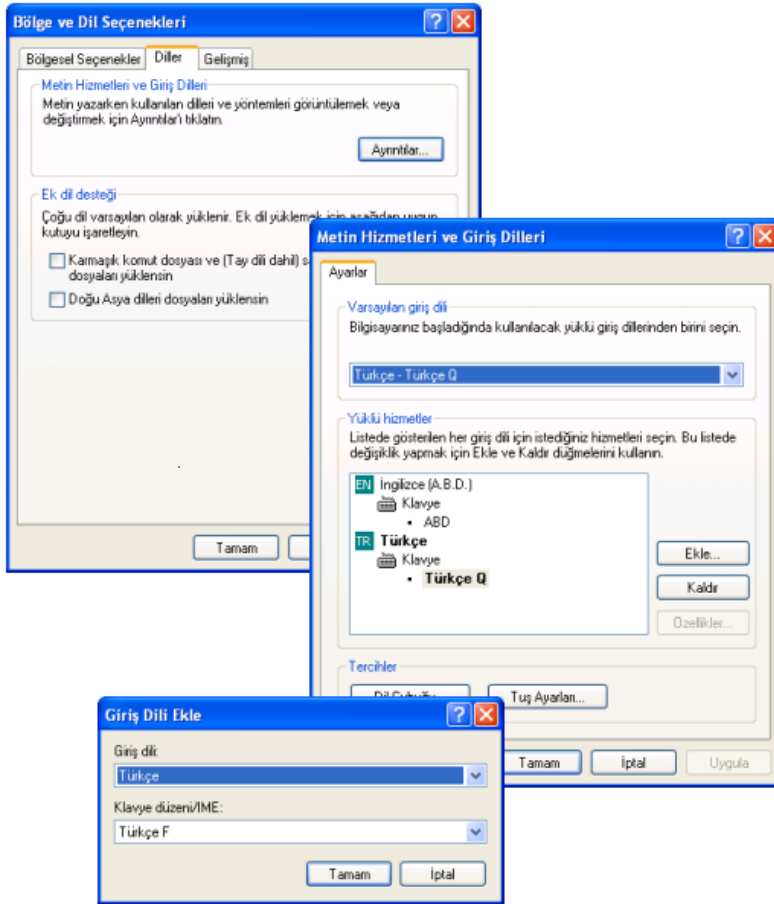 Bölge ve Dil Seçenekleri
Bölgesel Seçenekler Diller Gelişmiş
Metin Hizmetleri ve Giriş Dilleri
Metin yazarken kullanılan dilleri ve yöntemleri görüntülemek veya
değiştirmek için Ayrıntılar'ı tıklatın.
Ayrıntılar...
Ek dil desteği
Çoğu dil varsayılan olarak yüklenir. Ek dil yüklemek için aşağıdan uygun
kutuyu işaretleyin.
Karmaşık komut dosyası ve (Tay dili dahil)
dosyaları yüklensin
Doğu Asya dilleri dosyaları yüklensin
Tamam
Metin Hizmetleri ve Giriş Dilleri
Ayarlar
Varsayılan giriş dili
Bilgisayarınız başladığında kullanılacak yüklü giriş dillerinden birini seçin.
Türkçe - Türkçe Q
Yüklü hizmetler
Listede gösterilen her giriş dili için istediğiniz hizmetleri seçin. Bu listede
değişiklik yapmak için Ekle ve Kaldır düğmelerini kullanın.
EN İngilizce (A.B.D.)
Klavye
• ABD
TR Türkçe
Klavye
• Türkçe Q
Ekle...
Kaldır
Özellikler...
Tercihler
Dil Çubuğu... Tuş Ayarları...
Tamam İptal Uygula
Giriş Dili Ekle
Giriş dili:
Türkçe
Klavye düzeni/IME:
Türkçe F
Tamam İptal